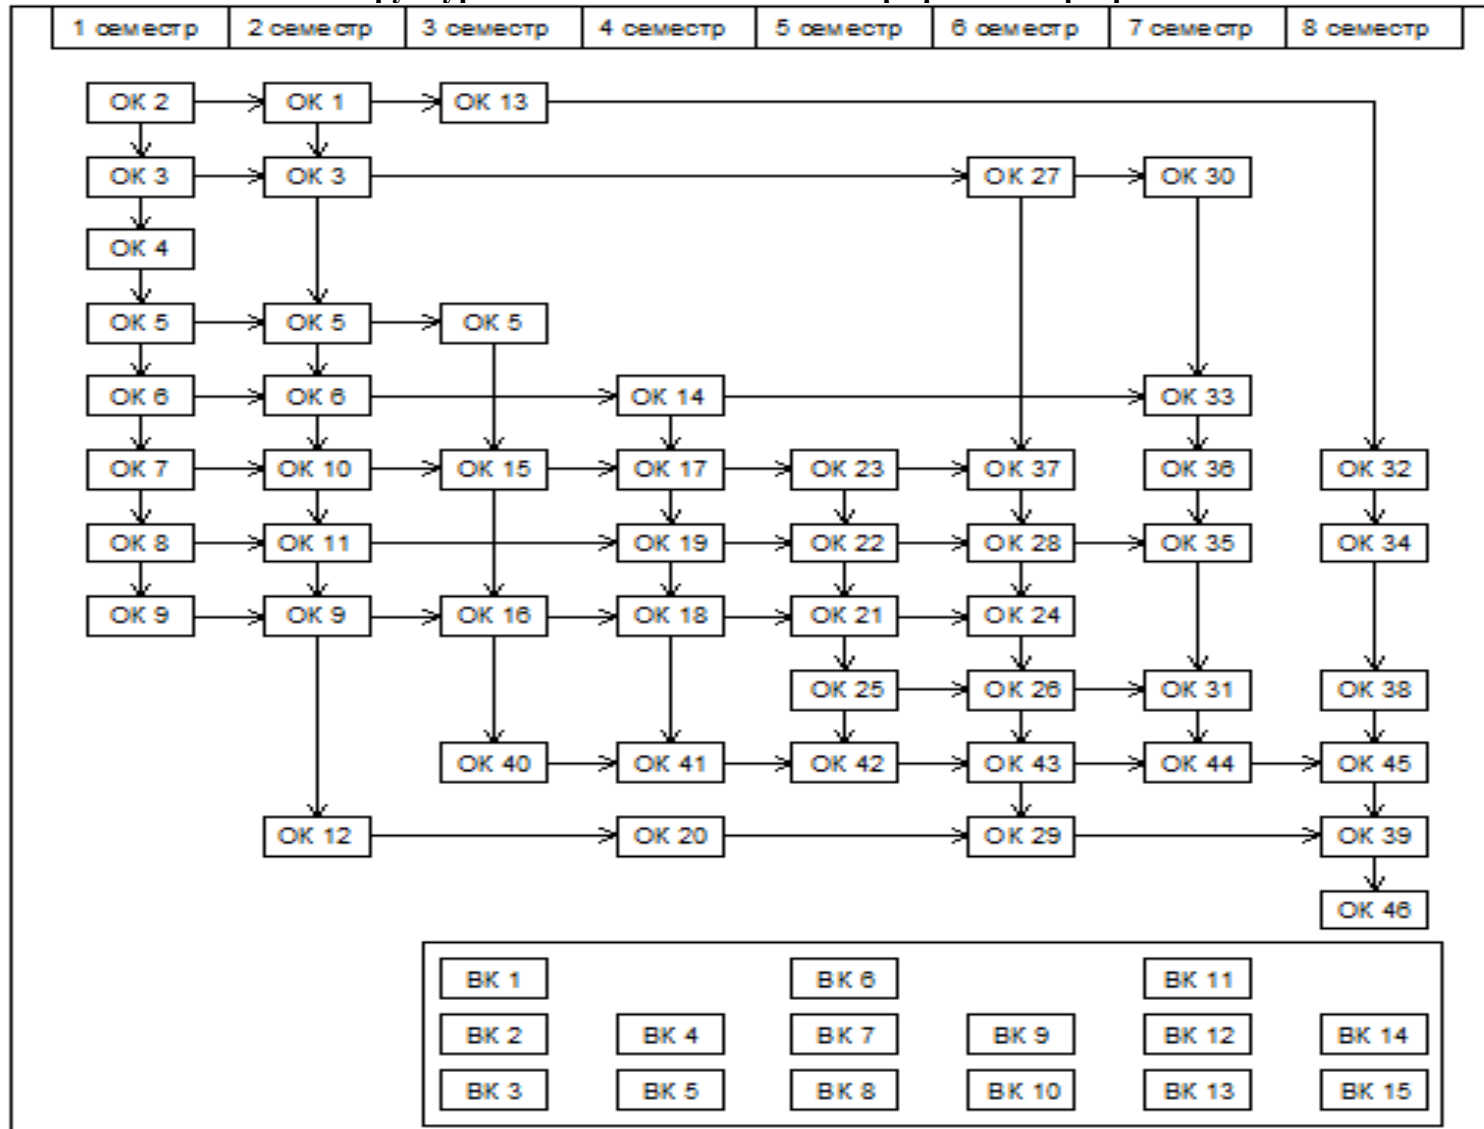 1 семестр 2 семестр 3 семестр 4 семестр 5 семестр 6 семестр 7 семестр 8 семестр
ОК 2 ОК 1 ОК 13
ОК 3 ОК 3 ОК 27 ОК 30
ОК 4
ОК 5 ОК 5 ОК 5
ОК 6 ОК 6 ОК 14 ОК 33
ОК 7 ОК 10 ОК 15 ОК 17 ОК 23 ОК 37 ОК 36 ОК 32
ОК 8 ОК 11 ОК 19 ОК 22 ОК 28 ОК 35 ОК 34
ОК 9 ОК 9 ОК 16 ОК 18 ОК 21 ОК 24
ОК 25 ОК 26 ОК 31 ОК 38
ОК 40 ОК 41 ОК 42 ОК 43 ОК 44 ОК 45
ОК 12 ОК 20 ОК 29 ОК 39
ОК 46
ВК 1 ВК 6 ВК 11
ВК 2 ВК 4 ВК 7 ВК 9 ВК 12 ВК 14
ВК 3 ВК 5 ВК 8 ВК 10 ВК 13 ВК 15